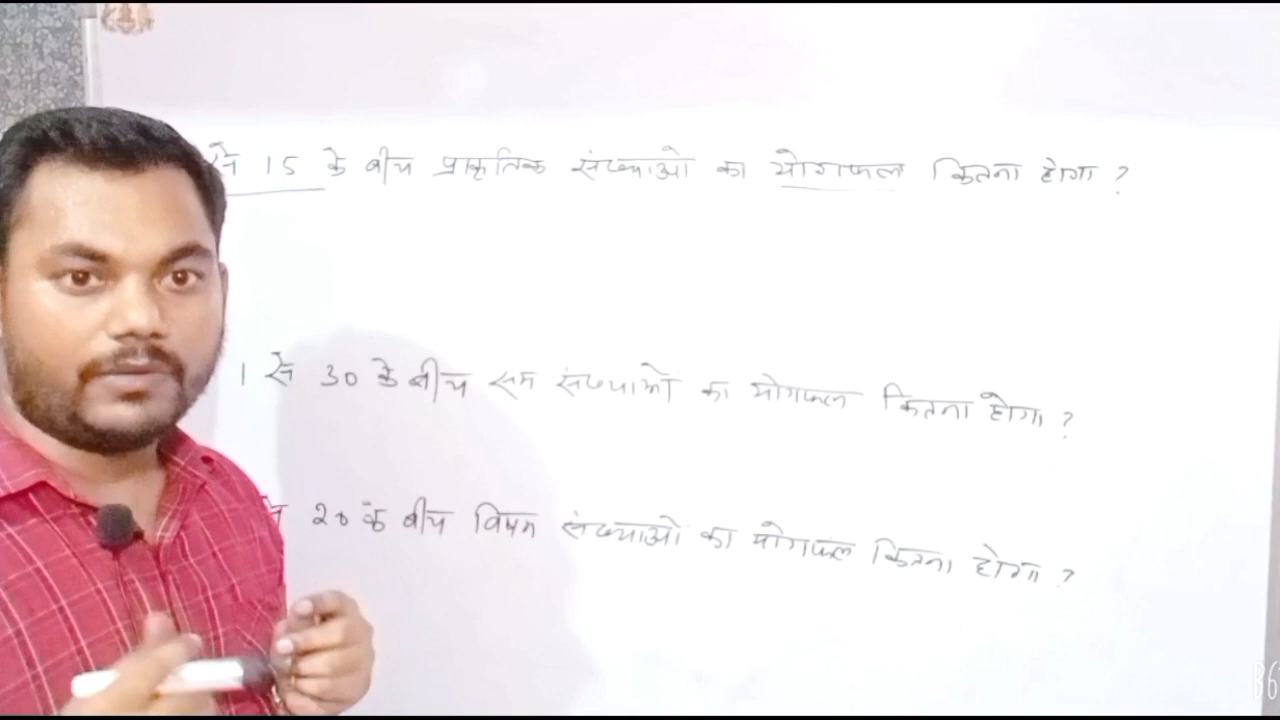 से 15 के बीच प्राकृतिक संख्याओ का योगफल कितना होगा ?
1 से 30 के बीच सम संख्याओ का योगफल कितना होगा ?
20 के बीच विषम संख्याओ का योगफल कितना होगा ?